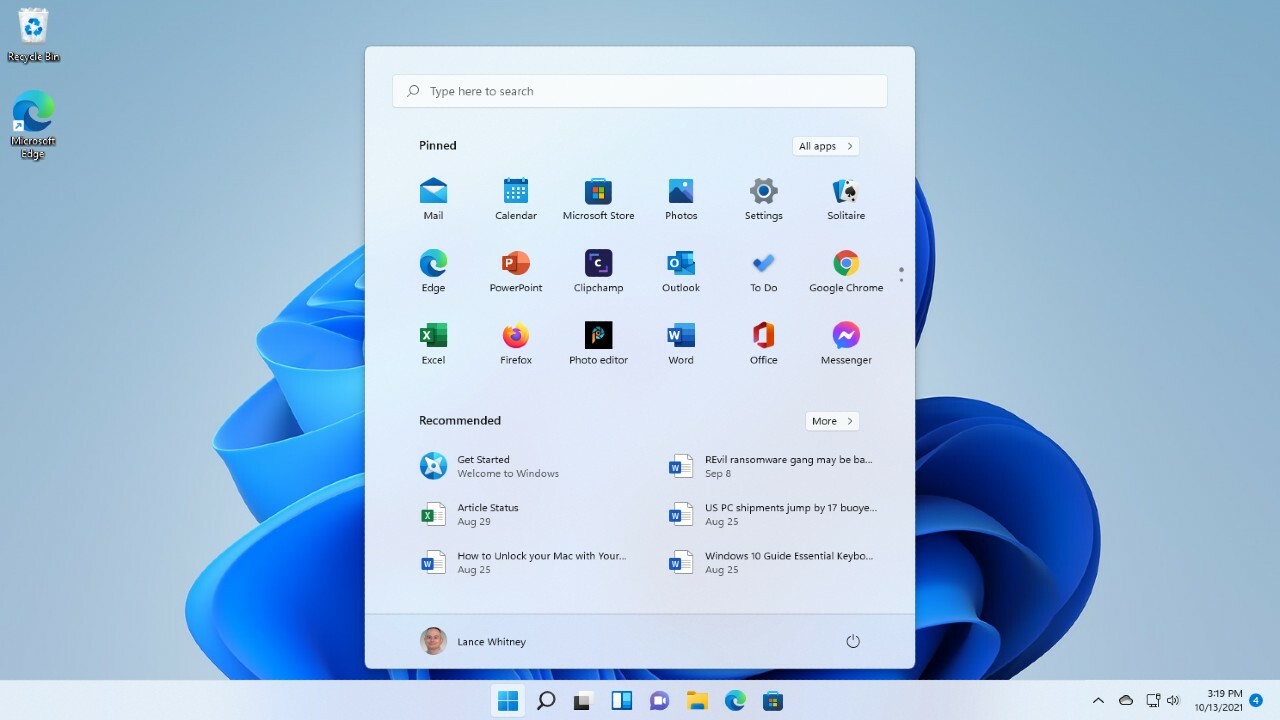 Recycle Bin
Microsoft
Edge
Type here to search
Pinned
All apps
Mail
Calendar
Microsoft Store
Photos
Settings
Solitaire
Edge
PowerPoint
Clipchamp
Outlook
To Do
Google Chrome
Excel
Firefox
Photo editor
Word
Office
Messenger
Recommended
More
Get Started
Welcome to Windows
REvil ransomware gang may be ba...
Sep 8
Article Status
Aug 29
US PC shipments jump by 17 buoye...
Aug 25
How to Unlock your Mac with Your...
Aug 25
Windows 10 Guide Essential Keybo...
Aug 25
Lance Whitney
3:19 PM
10/13/2021
4